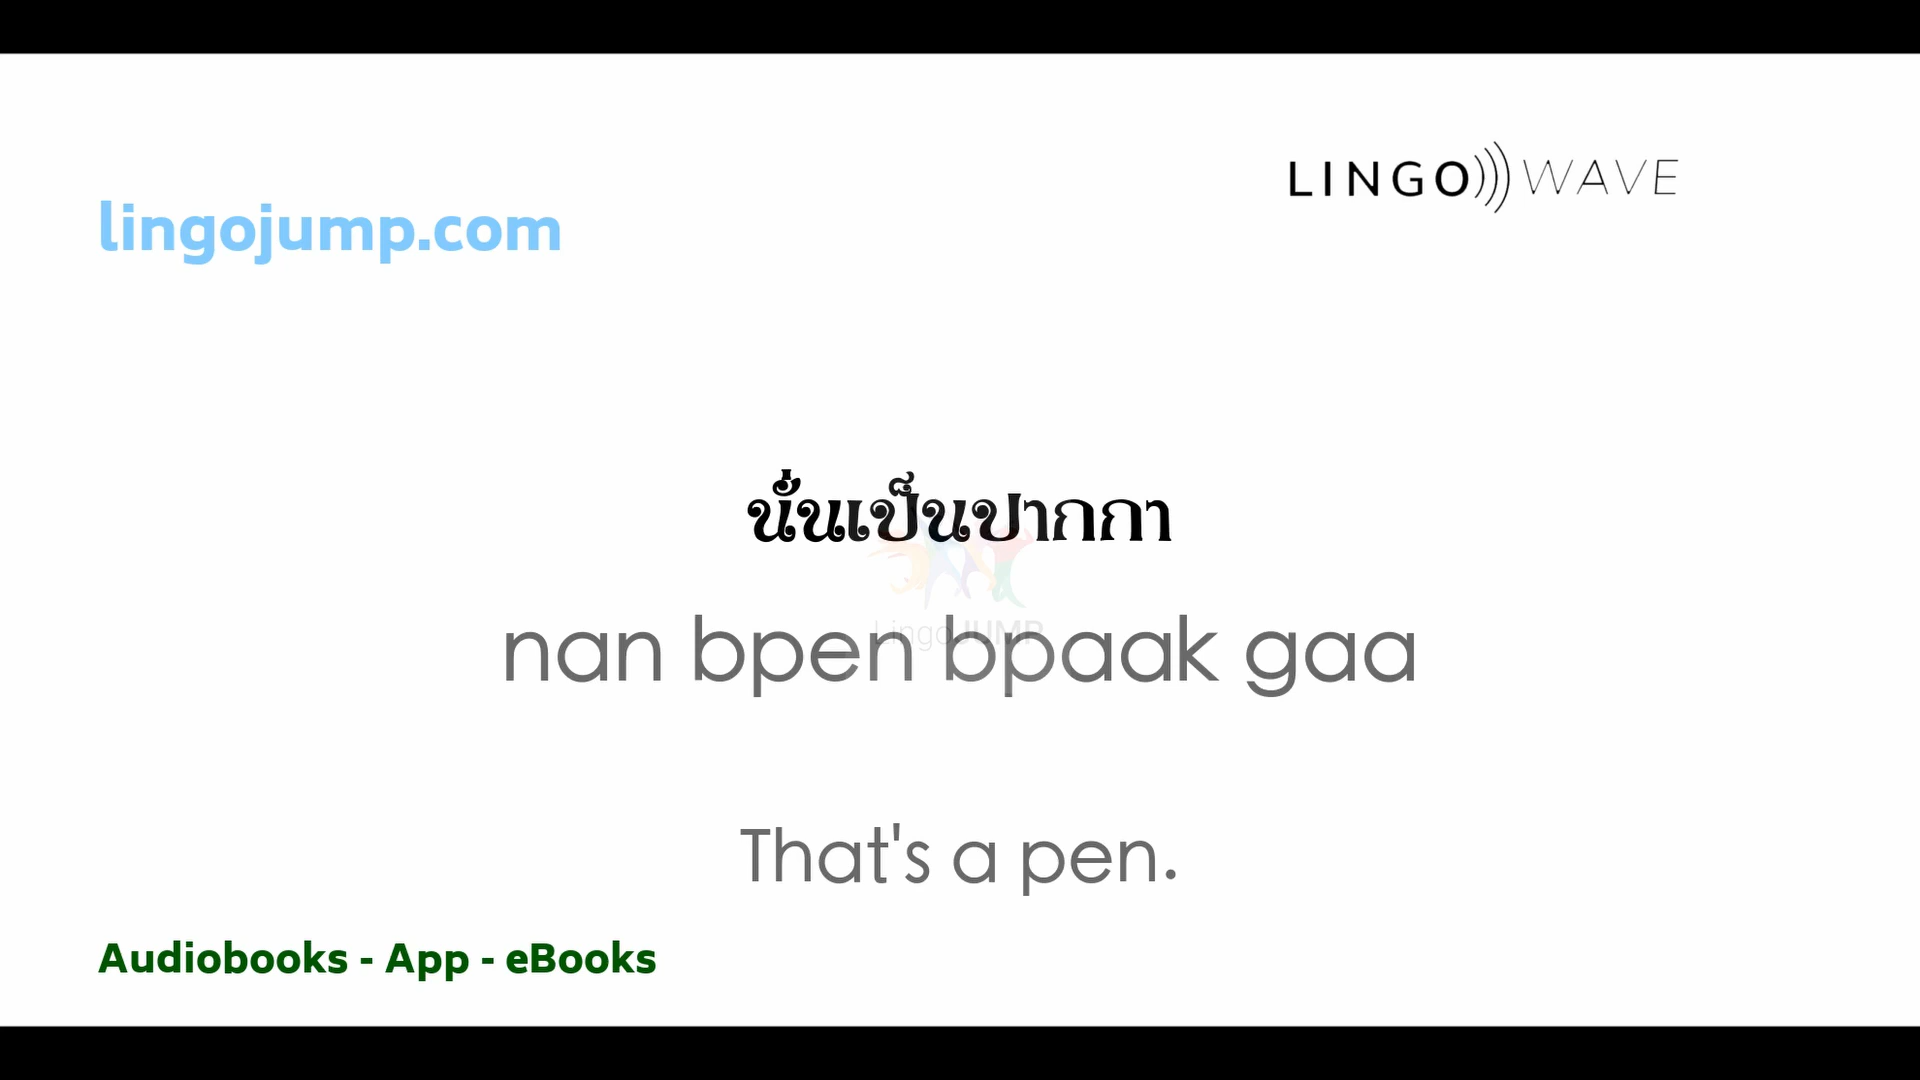 LINGO WAVE
lingojump.com
นั่นเป็นปากกา
nan bpen bpaak gaa
LingoJUMP
That's a pen.
Audiobooks - App - eBooks